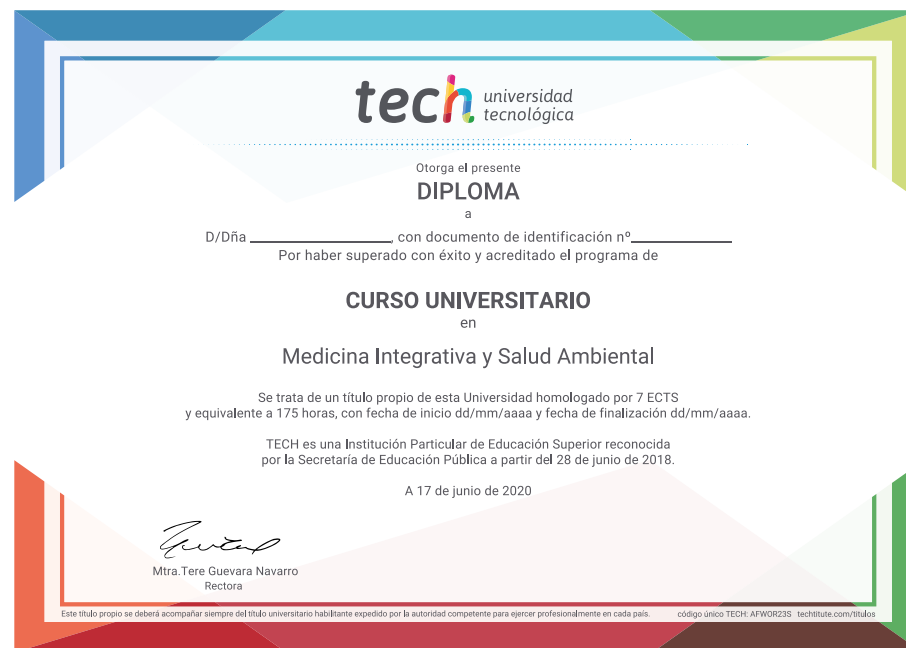 tech universidad
tecnológica
Otorga el presente
DIPLOMA
a
D/Dña ____________________, con documento de identificación nº______________
Por haber superado con éxito y acreditado el programa de
CURSO UNIVERSITARIO
en
Medicina Integrativa y Salud Ambiental
Se trata de un título propio de esta Universidad homologado por 7 ECTS
y equivalente a 175 horas, con fecha de inicio dd/mm/aaaa y fecha de finalización dd/mm/aaaa.
TECH es una Institución Particular de Educación Superior reconocida
por la Secretaría de Educación Pública a partir del 28 de junio de 2018.
A 17 de junio de 2020
Mtra.Tere Guevara Navarro
Rectora
Este título propio se deberá acompañar siempre del título universitario habilitante expedido por la autoridad competente para ejercer profesionalmente en cada país. código único TECH: AFWOR23S techtitute.com/titulos